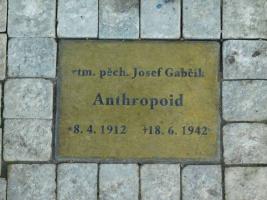 rtm. pěch. Josef Gabčík
Anthropoid
*8. 4. 1912 †18. 6. 1942